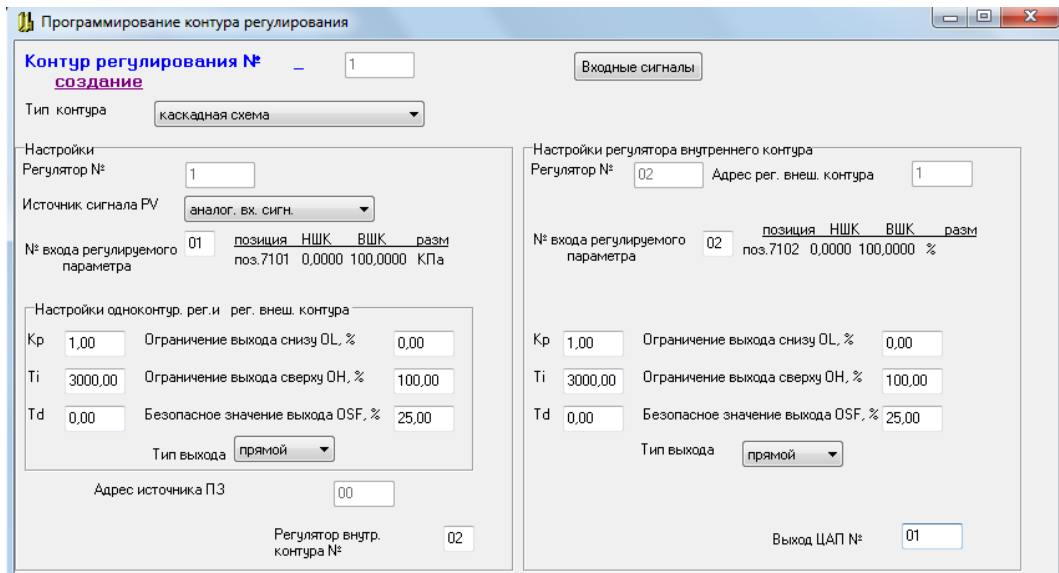 Программирование контура регулирования
Контур регулирования № _ 1
создание
Входные сигналы
Тип контура каскадная схема
Настройки
Регулятор № 1
Источник сигнала PV аналог. вх. сигн.
№ входа регулируемого параметра 01
позиция НШК ВШК разм
поз.7101 0,0000 100,0000 КПа
Настройки одноконтур. рег.и рег. внеш. контура
Кр 1,00 Ограничение выхода снизу OL, % 0,00
Ti 3000,00 Ограничение выхода сверху OH, % 100,00
Td 0,00 Безопасное значение выхода OSF, % 25,00
Тип выхода прямой
Адрес источника ПЗ 00
Регулятор внутр. контура № 02
Настройки регулятора внутреннего контура
Регулятор № 02 Адрес рег. внеш. контура 1
№ входа регулируемого параметра 02
позиция НШК ВШК разм
поз.7102 0,0000 100,0000 %
Кр 1,00 Ограничение выхода снизу OL, % 0,00
Ti 3000,00 Ограничение выхода сверху OH, % 100,00
Td 0,00 Безопасное значение выхода OSF, % 25,00
Тип выхода прямой
Выход ЦАП № 01